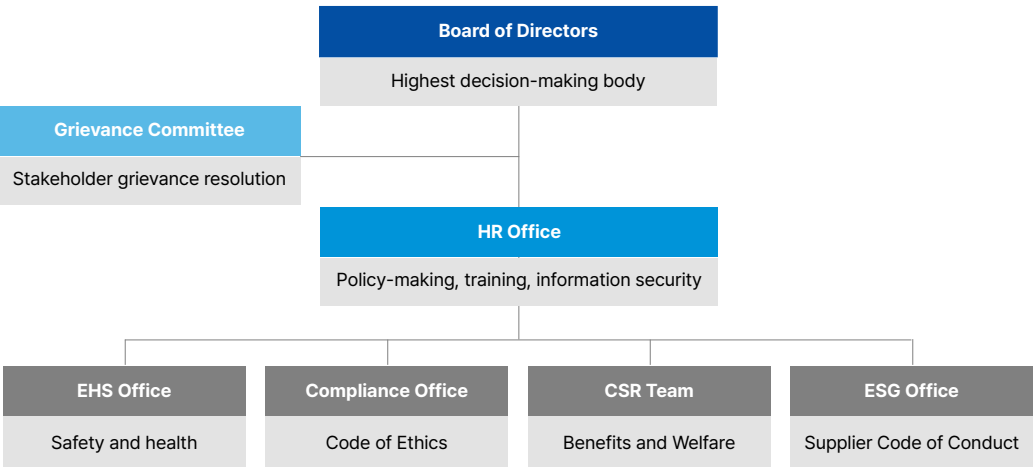 Board of Directors
Highest decision-making body
Grievance Committee
Stakeholder grievance resolution
HR Office
Policy-making, training, information security
EHS Office
Safety and health
Compliance Office
Code of Ethics
CSR Team
Benefits and Welfare
ESG Office
Supplier Code of Conduct